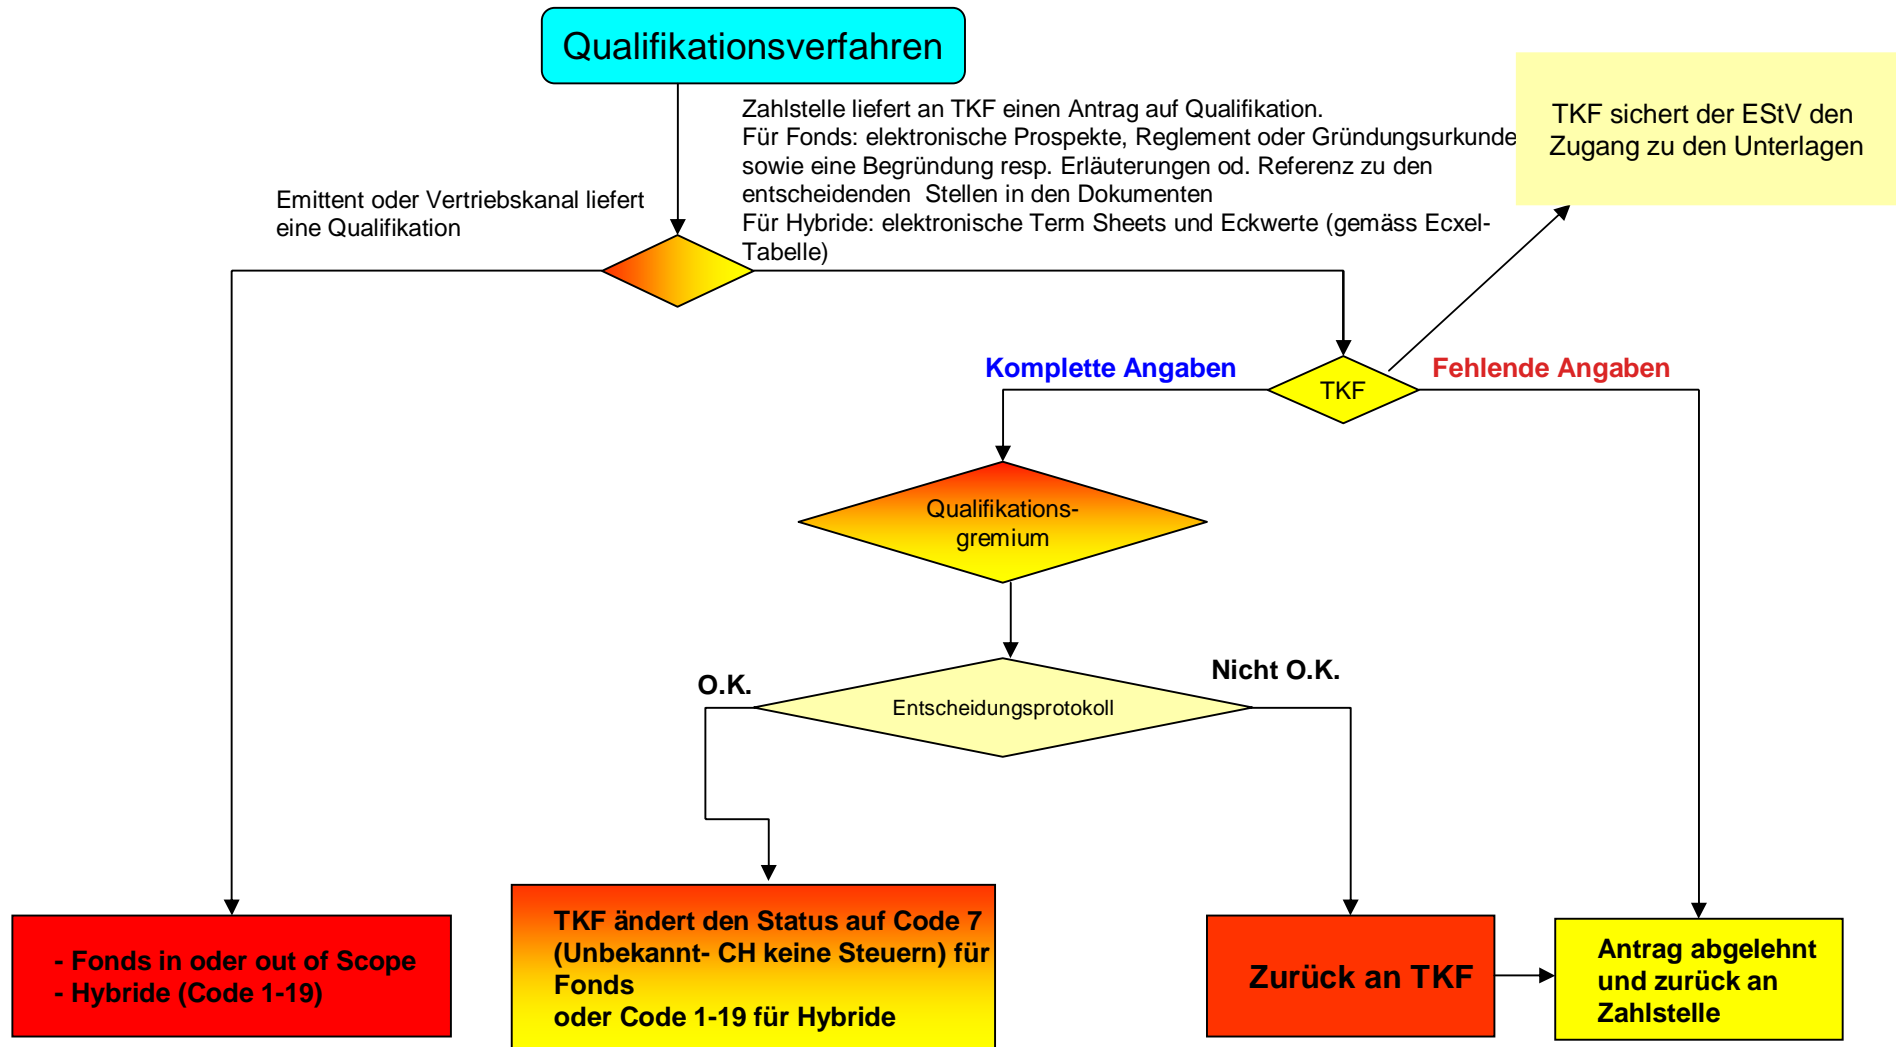 Qualifikationsverfahren
Zahlstelle liefert an TKF einen Antrag auf Qualifikation.
Für Fonds: elektronische Prospekte, Reglement oder Gründungsurkunde
sowie eine Begründung resp. Erläuterungen od. Referenz zu den
entscheidenden Stellen in den Dokumenten
Für Hybride: elektronische Term Sheets und Eckwerte (gemäss Ecxel-
Tabelle)
TKF sichert der EStV den
Zugang zu den Unterlagen
Emittent oder Vertriebskanal liefert
eine Qualifikation
Komplette Angaben
TKF
Fehlende Angaben
Qualifikations-
gremium
O.K.
Nicht O.K.
Entscheidungsprotokoll
- Fonds in oder out of Scope
- Hybride (Code 1-19)
TKF ändert den Status auf Code 7
(Unbekannt- CH keine Steuern) für
Fonds
oder Code 1-19 für Hybride
Zurück an TKF
Antrag abgelehnt
und zurück an
Zahlstelle